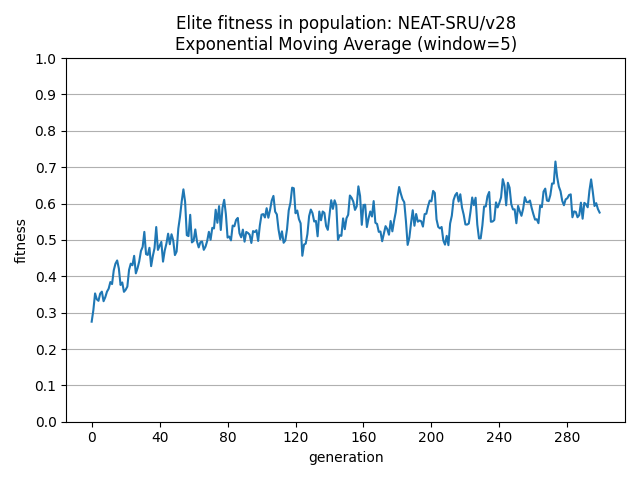 Elite fitness in population: NEAT-SRU/v28
Exponential Moving Average (window=5)
1.0
0.9
0.8
0.7
0.6
0.5
0.4
0.3
0.2
0.1
0.0
fitness
0 40 80 120 160 200 240 280
generation